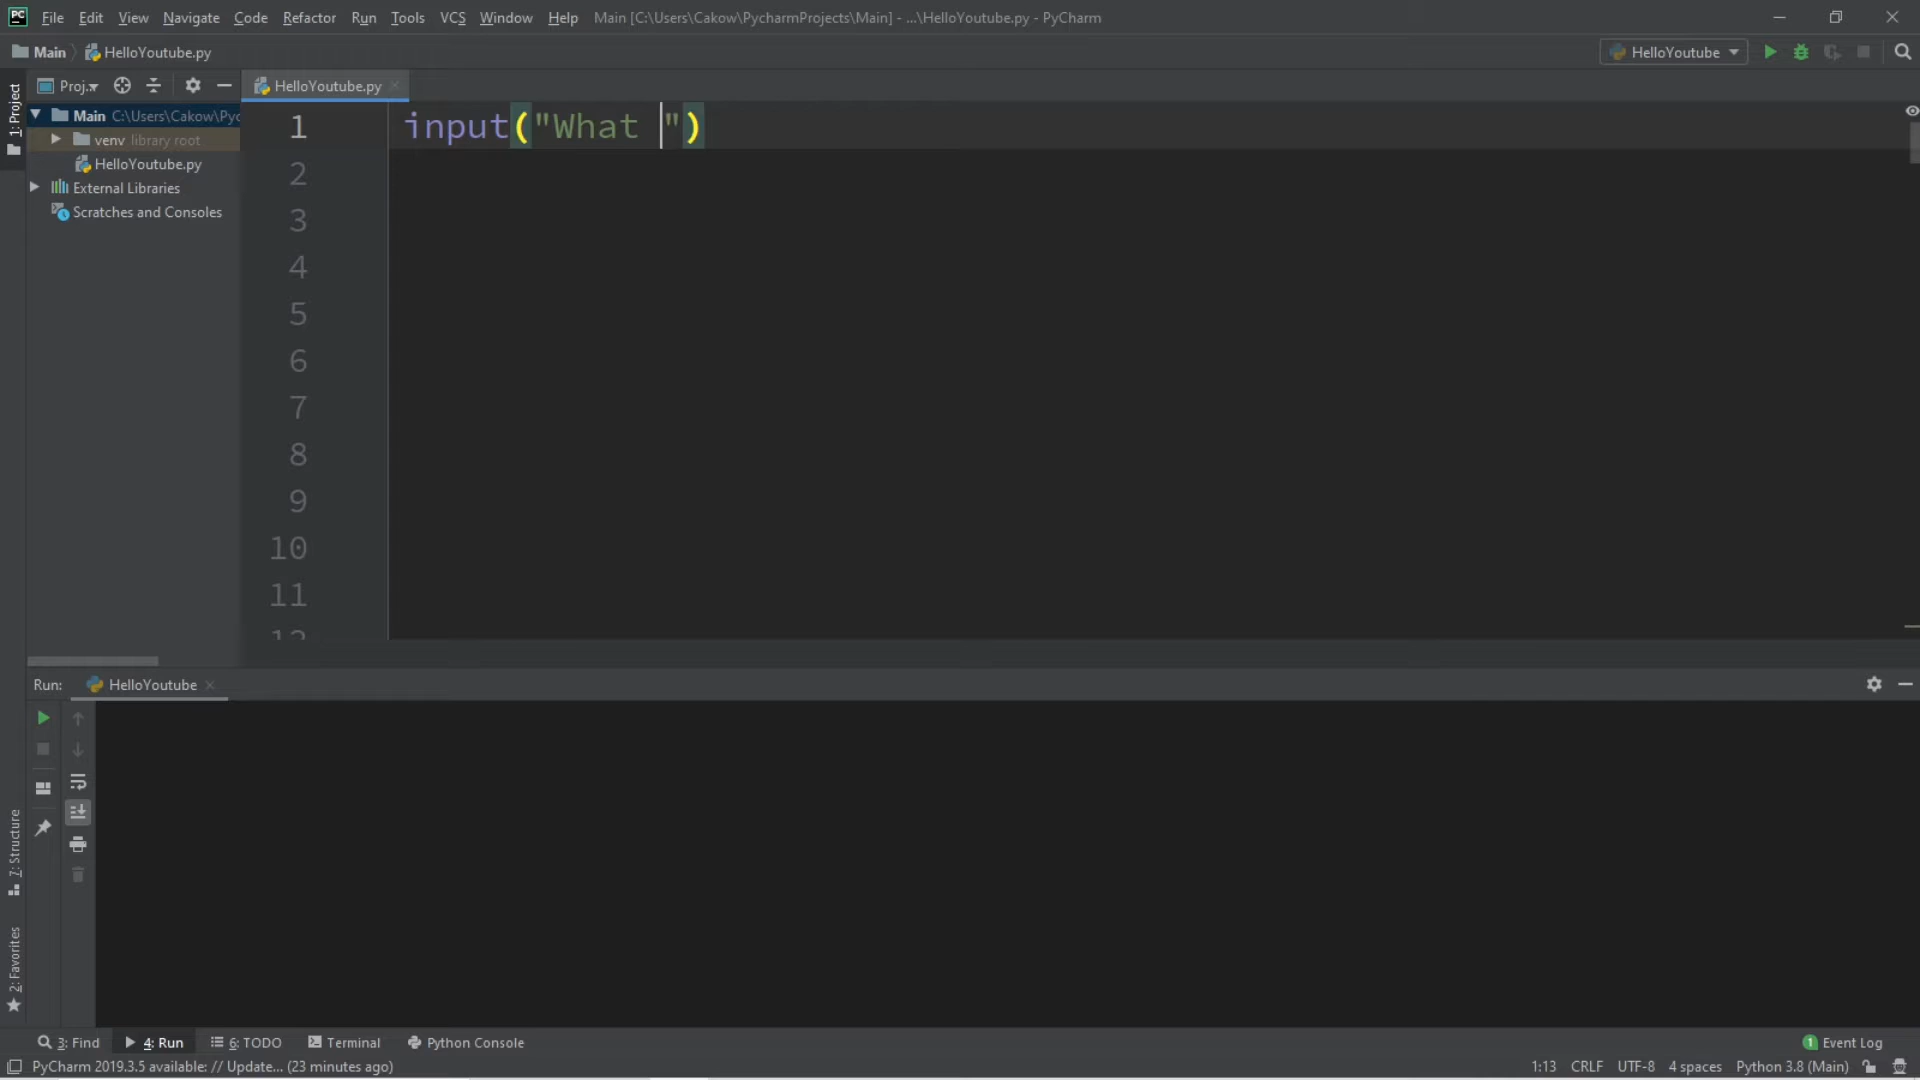 PC File Edit View Navigate Code Refactor Run Tools VCS Window Help Main [C:\Users\Cakow\PycharmProjects\Main] - ...\HelloYoutube.py - PyCharm
Main HelloYoutube.py HelloYoutube
1: Project
Proj..
HelloYoutube.py
Main C:\Users\Cakow\Pyc
venv library root
HelloYoutube.py
External Libraries
Scratches and Consoles
1 input("What ")
2
3
4
5
6
7
8
9
10
11
12
Run: HelloYoutube
7: Structure
2: Favorites
3: Find 4: Run 6: TODO Terminal Python Console 1 Event Log
PyCharm 2019.3.5 available: // Update... (23 minutes ago) 1:13 CRLF UTF-8 4 spaces Python 3.8 (Main)